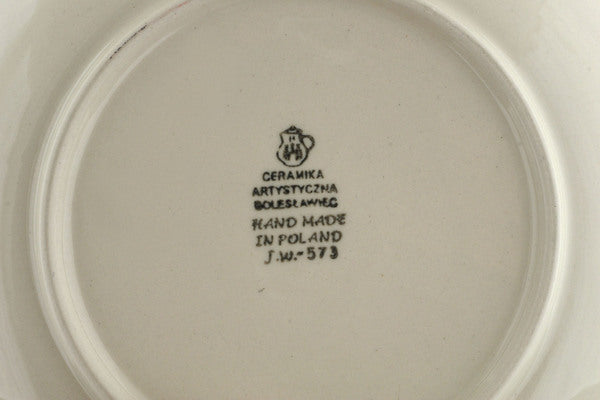 CERAMIKA
ARTYSTYCZNA
BOLESŁAWIEC
HAND MADE
IN POLAND
J.W.-573